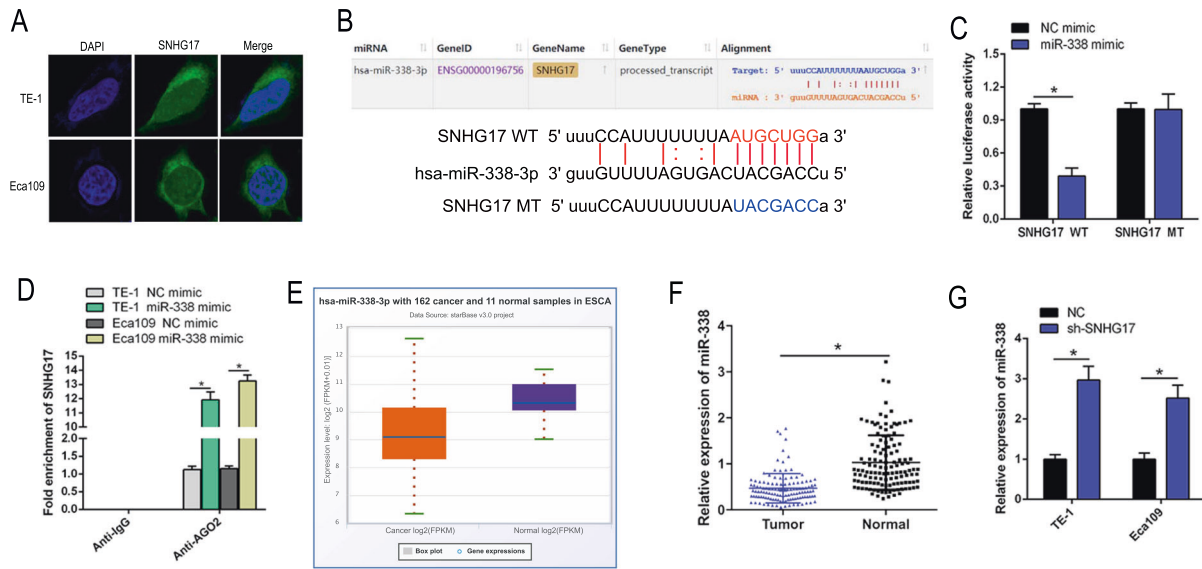 A
DAPI
SNHG17
Merge
TE-1
Eca109
B
miRNA
GeneID
GeneName
GeneType
Alignment
hsa-miR-338-3p
ENSG00000196756
SNHG17
processed_transcript
Target: 5' uuuCCAUUUUUUUAAUGCUGGa 3'
miRNA : 3' guuGUUUUAGUGACUACGACCu 5'
SNHG17 WT 5' uuuCCAUUUUUUUAAUGCUGGa 3'
hsa-miR-338-3p 3' guuGUUUUAGUGACUACGACCu 5'
SNHG17 MT 5' uuuCCAUUUUUUUAUACGACCa 3'
C
NC mimic
miR-338 mimic
Relative luciferase activity
1.5
1.2
0.9
0.6
0.3
0.0
*
SNHG17 WT
SNHG17 MT
D
TE-1 NC mimic
TE-1 miR-338 mimic
Eca109 NC mimic
Eca109 miR-338 mimic
Fold enrichment of SNHG17
15
14
13
12
11
10
2.0
1.5
1.0
0.5
0.0
*
*
Anti-IgG
Anti-AGO2
E
hsa-miR-338-3p with 162 cancer and 11 normal samples in ESCA
Data Source: starBase v3.0 project
Expression level: log2 (FPKM+0.01)]
13
12
11
10
9
8
7
6
Cancer log2(FPKM)
Normal log2(FPKM)
Box plot
Gene expressions
F
Relative expression of miR-338
4
3
2
1
0
*
Tumor
Normal
G
NC
sh-SNHG17
Relative expression of miR-338
4
3
2
1
0
*
*
TE-1
Eca109